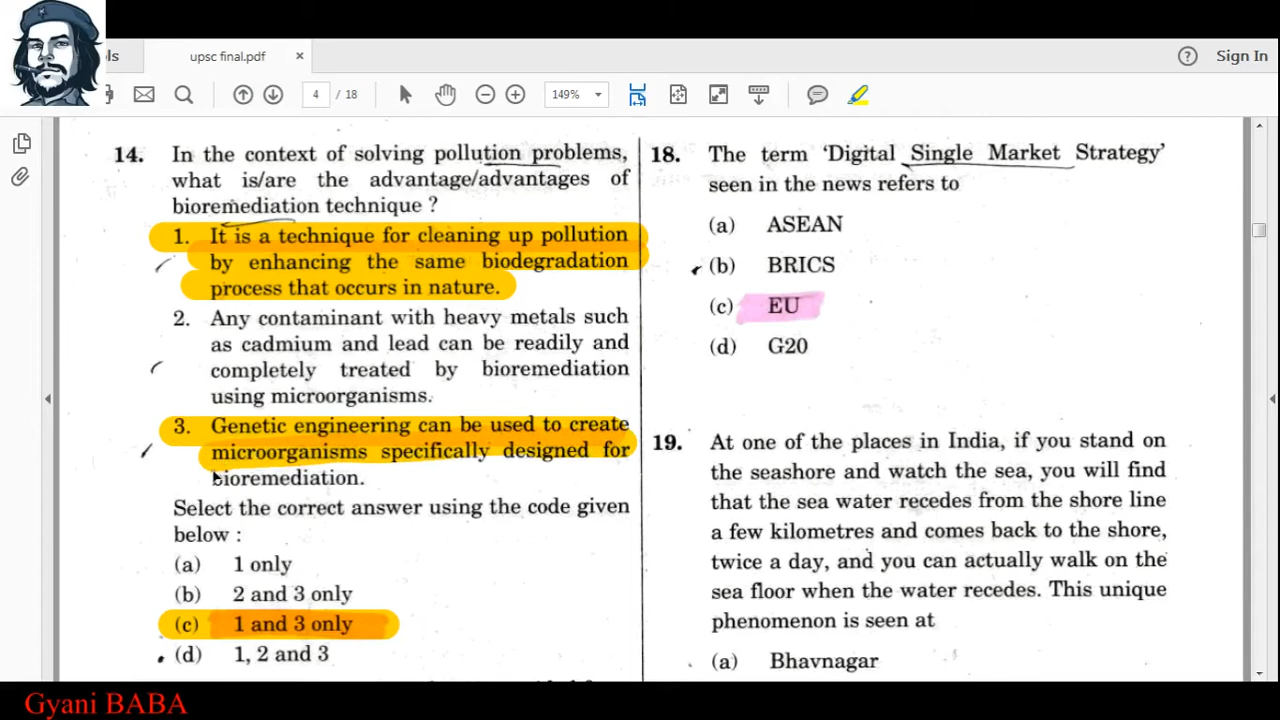 ls
upsc final.pdf
×
? Sign In
4 / 18
149%
14. In the context of solving pollution problems,
what is/are the advantage/advantages of
bioremediation technique ?
1. It is a technique for cleaning up pollution
by enhancing the same biodegradation
process that occurs in nature.
2. Any contaminant with heavy metals such
as cadmium and lead can be readily and
completely treated by bioremediation
using microorganisms.
3. Genetic engineering can be used to create
microorganisms specifically designed for
bioremediation.
Select the correct answer using the code given
below :
(a) 1 only
(b) 2 and 3 only
(c) 1 and 3 only
(d) 1, 2 and 3
18. The term ‘Digital Single Market Strategy’
seen in the news refers to
(a) ASEAN
(b) BRICS
(c) EU
(d) G20
19. At one of the places in India, if you stand on
the seashore and watch the sea, you will find
that the sea water recedes from the shore line
a few kilometres and comes back to the shore,
twice a day, and you can actually walk on the
sea floor when the water recedes. This unique
phenomenon is seen at
(a) Bhavnagar
Gyani BABA